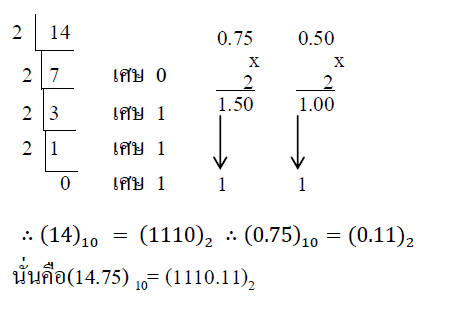 2 14 0.75 0.50
x x
2 7 เศษ 0 2 2
2 3 เศษ 1 1.50 1.00
2 1 เศษ 1
0 เศษ 1 1 1
∴ (14)₁₀ = (1110)₂ ∴ (0.75)₁₀ = (0.11)₂
นั่นคือ(14.75) ₁₀= (1110.11)₂